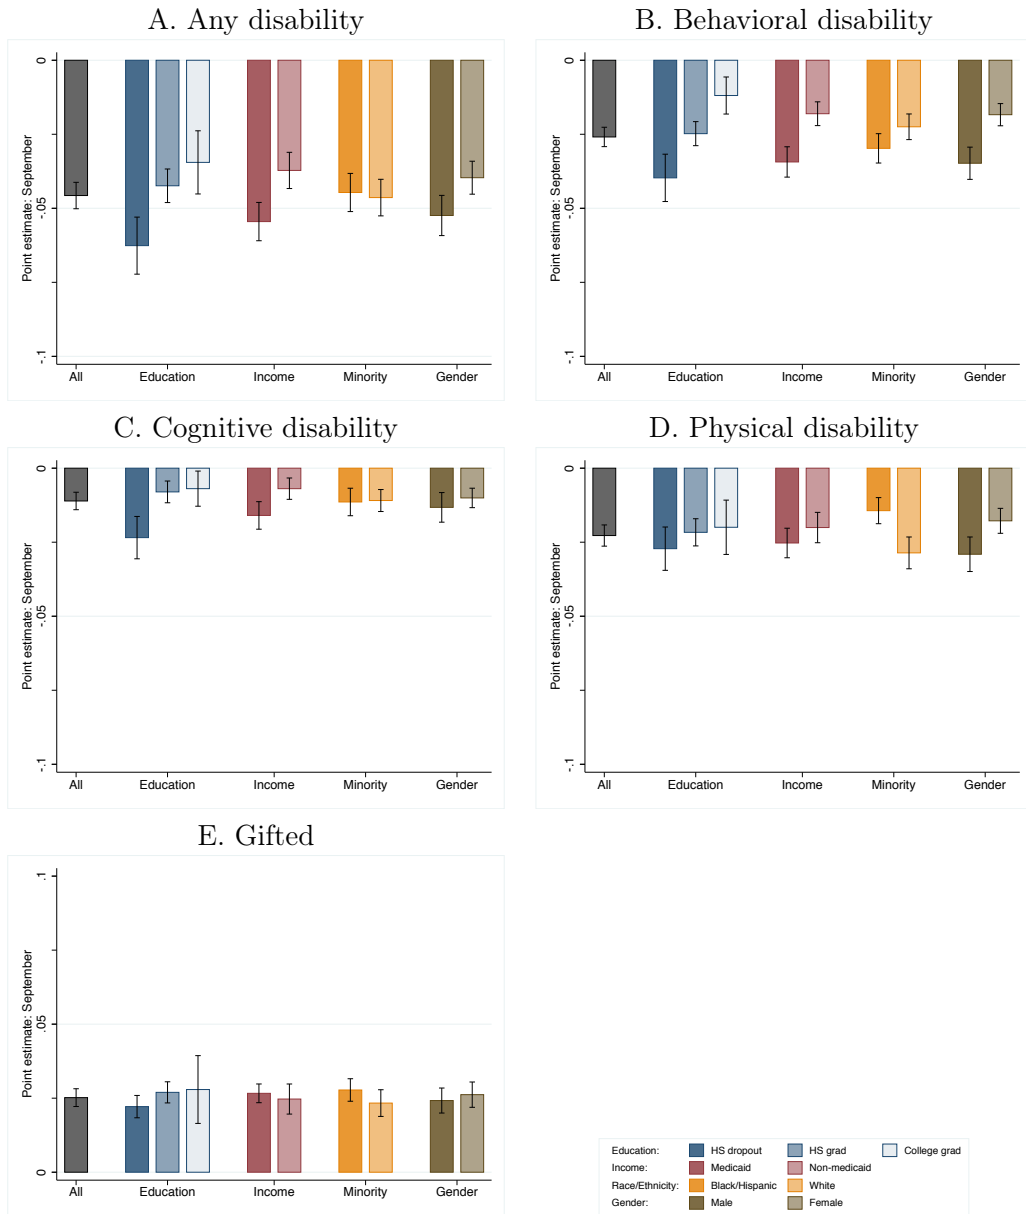 A. Any disability
Point estimate: September
0
-.05
-.1
All Education Income Minority Gender
B. Behavioral disability
Point estimate: September
0
-.05
-.1
All Education Income Minority Gender
C. Cognitive disability
Point estimate: September
0
-.05
-.1
All Education Income Minority Gender
D. Physical disability
Point estimate: September
0
-.05
-.1
All Education Income Minority Gender
E. Gifted
Point estimate: September
.1
.05
0
All Education Income Minority Gender
Education: HS dropout HS grad College grad
Income: Medicaid Non-medicaid
Race/Ethnicity: Black/Hispanic White
Gender: Male Female